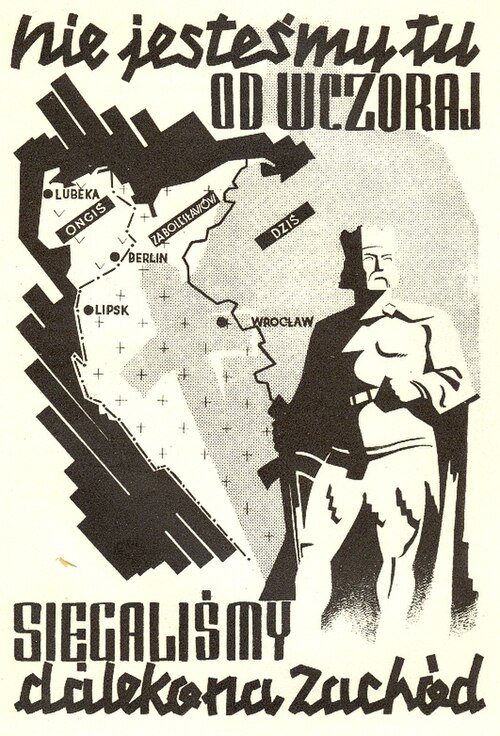 nie jesteśmy tu
OD WCZORAJ
LUBEKA
ONGIŚ
ZA BOLESŁAWÓW
DZIŚ
BERLIN
LIPSK
WROCŁAW
SIĘGALIŚMY
daleko na zachód